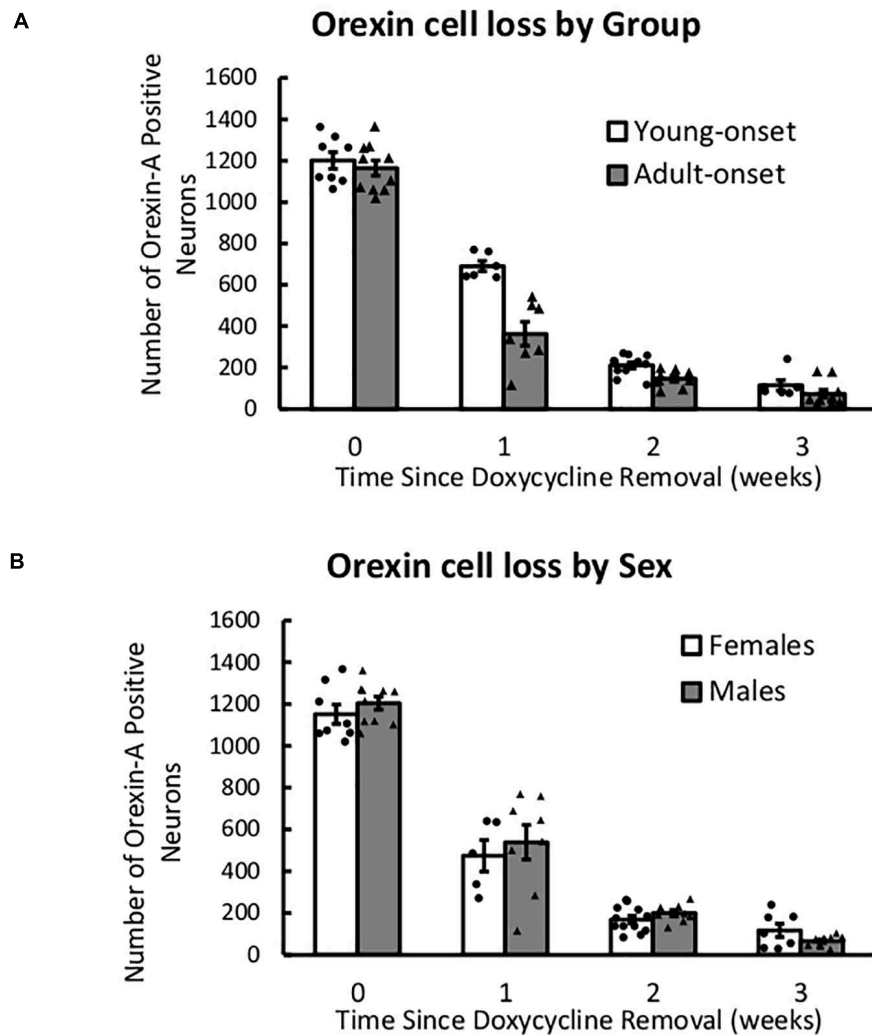 A
Orexin cell loss by Group
Number of Orexin-A Positive
Neurons
1600
1400
1200
1000
800
600
400
200
0
Young-onset
Adult-onset
0 1 2 3
Time Since Doxycycline Removal (weeks)
B
Orexin cell loss by Sex
Number of Orexin-A Positive
Neurons
1600
1400
1200
1000
800
600
400
200
0
Females
Males
0 1 2 3
Time Since Doxycycline Removal (weeks)